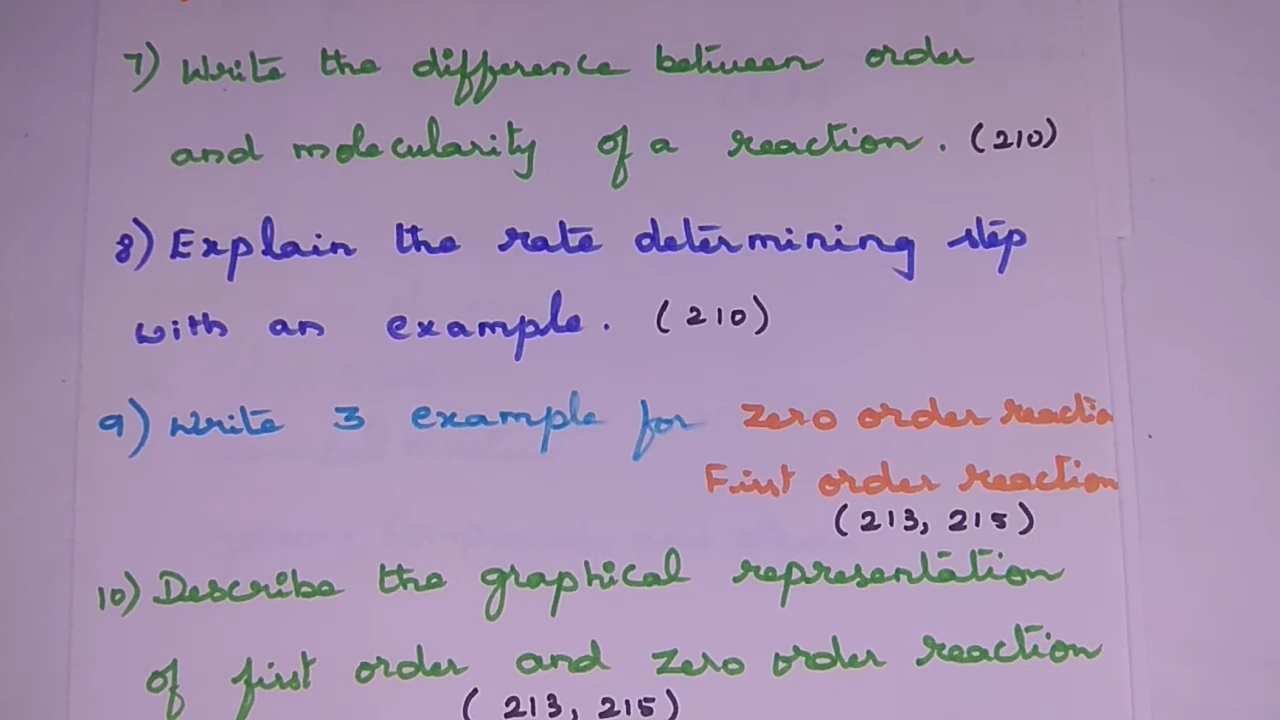 7) Write the difference between order
and molecularity of a reaction. (210)
8) Explain the rate determining step
with an example. (210)
9) Write 3 example for Zero order reactio
First order reaction
(213, 215)
10) Describe the graphical representation
of first order and zero order reaction
(213, 215)